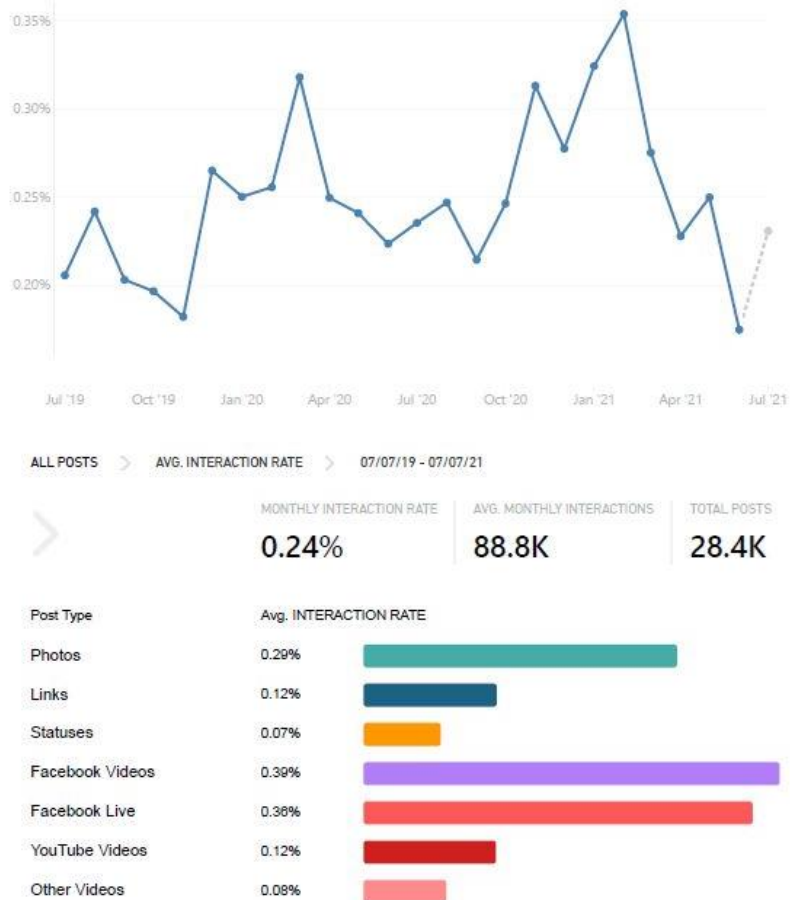 0.35%
0.30%
0.25%
0.20%
Jul '19 Oct '19 Jan '20 Apr '20 Jul '20 Oct '20 Jan '21 Apr '21 Jul '21
ALL POSTS AVG. INTERACTION RATE 07/07/19 - 07/07/21
MONTHLY INTERACTION RATE AVG. MONTHLY INTERACTIONS TOTAL POSTS
0.24% 88.8K 28.4K
Post Type Avg. INTERACTION RATE
Photos 0.29%
Links 0.12%
Statuses 0.07%
Facebook Videos 0.39%
Facebook Live 0.36%
YouTube Videos 0.12%
Other Videos 0.08%